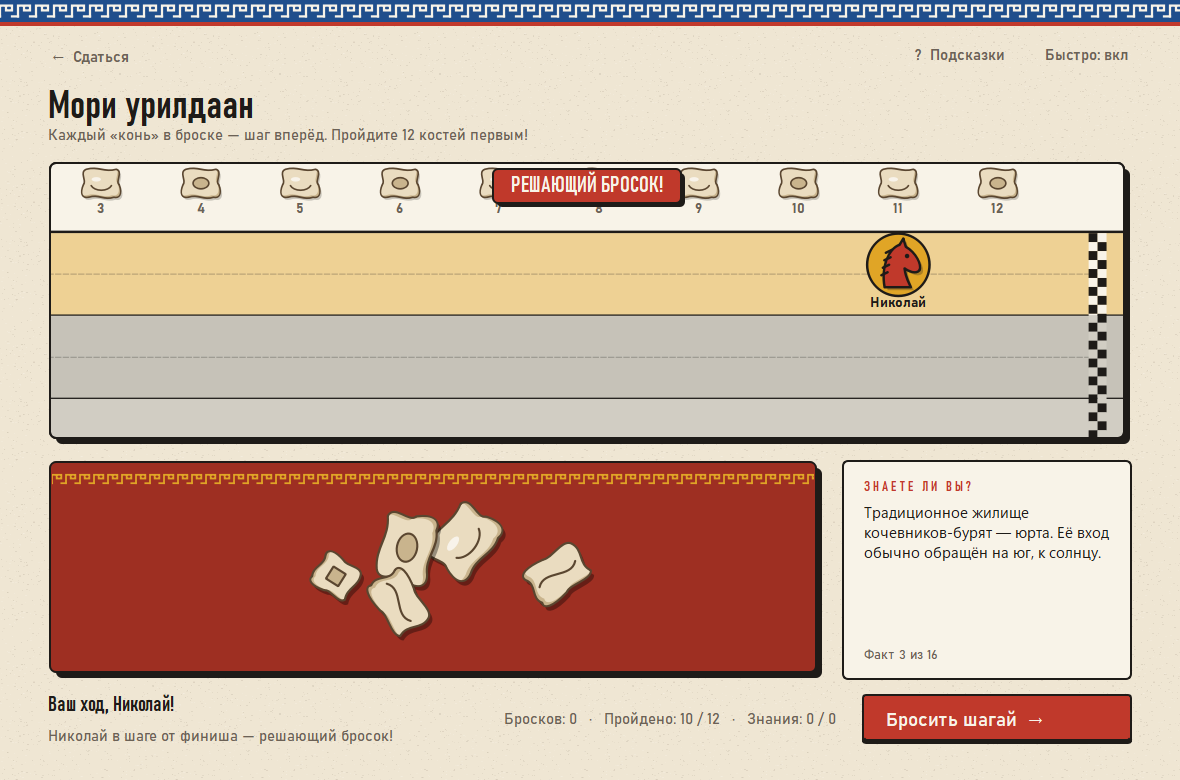 ← Сдаться
? Подсказки
Быстро: вкл
Мори урилдаан
Каждый «конь» в броске — шаг вперёд. Пройдите 12 костей первым!
РЕШАЮЩИЙ БРОСОК!
3 4 5 6 7 8 9 10 11 12
Николай
ЗНАЕТЕ ЛИ ВЫ?
Традиционное жилище
кочевников-бурят — юрта. Её вход
обычно обращён на юг, к солнцу.
Факт 3 из 16
Ваш ход, Николай!
Николай в шаге от финиша — решающий бросок!
Бросков: 0 · Пройдено: 10 / 12 · Знания: 0 / 0
Бросить шагай →